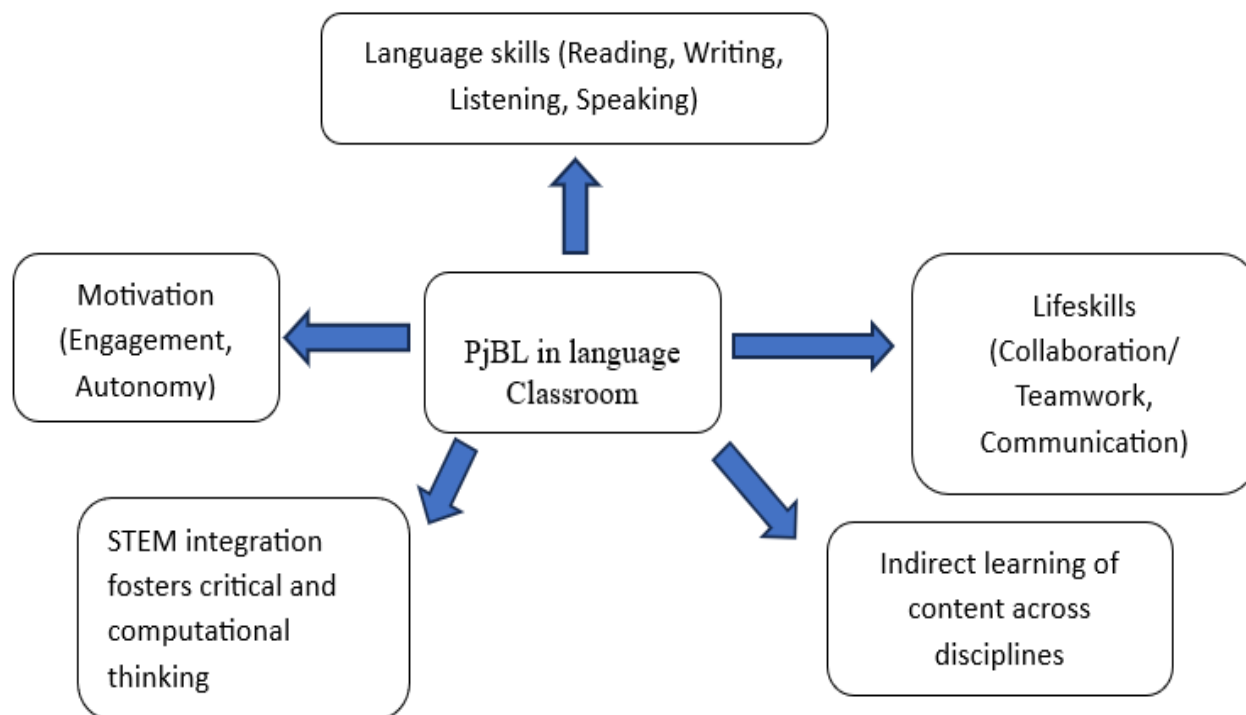 Language skills (Reading, Writing,
Listening, Speaking)
Motivation
(Engagement,
Autonomy)
PjBL in language
Classroom
Lifeskills
(Collaboration/
Teamwork,
Communication)
STEM integration
fosters critical and
computational
thinking
Indirect learning of
content across
disciplines